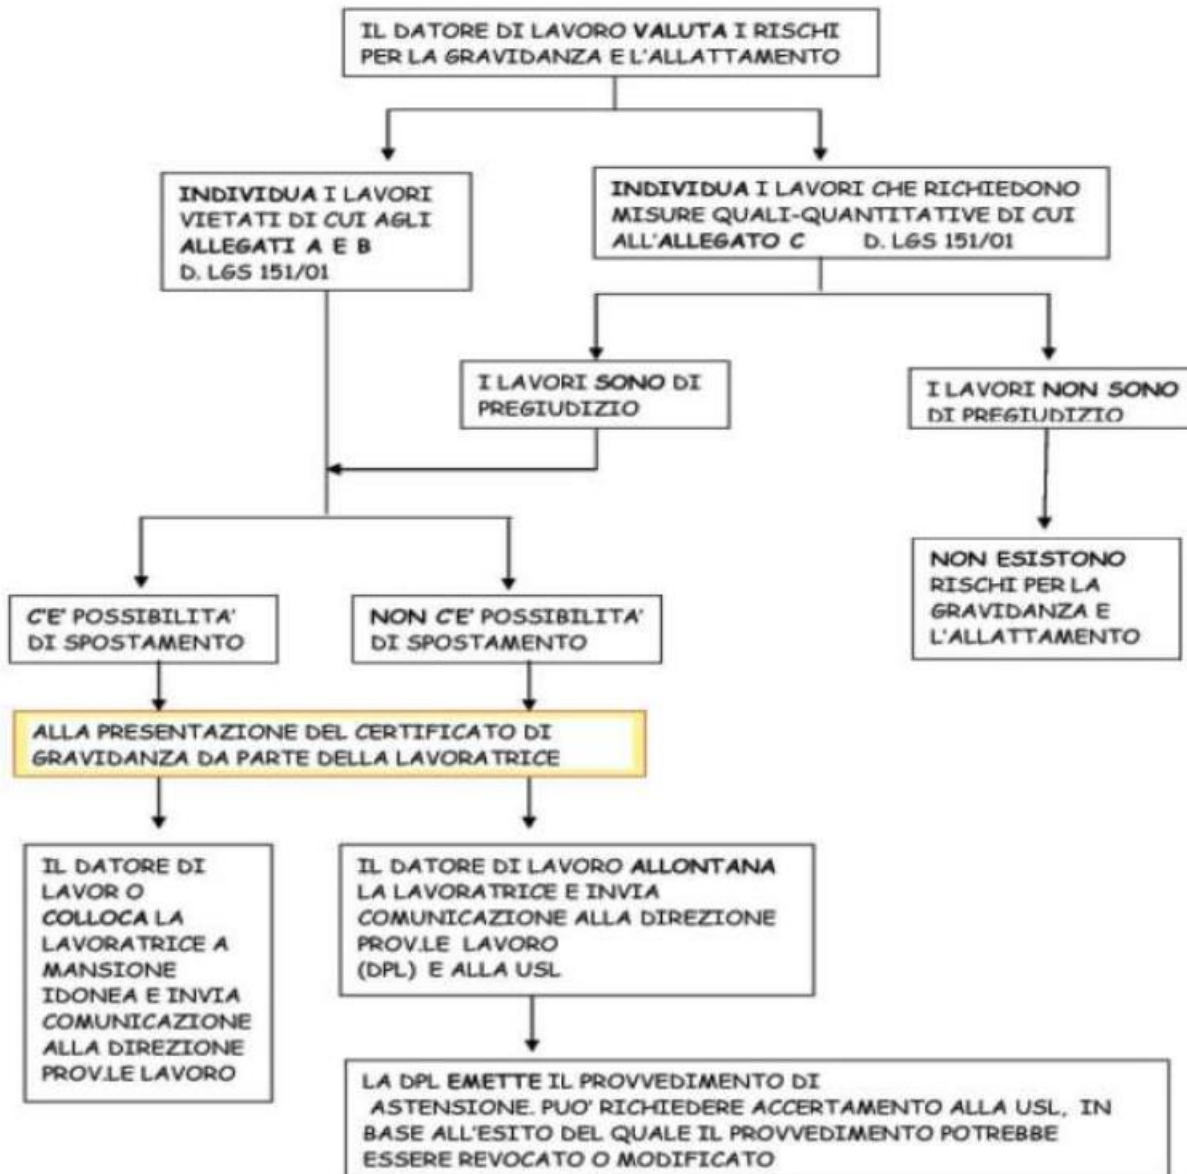 IL DATORE DI LAVORO VALUTA I RISCHI
PER LA GRAVIDANZA E L'ALLATTAMENTO
INDIVIDUA I LAVORI
VIETATI DI CUI AGLI
ALLEGATI A E B
D. LGS 151/01
INDIVIDUA I LAVORI CHE RICHIEDONO
MISURE QUALI-QUANTITATIVE DI CUI
ALL'ALLEGATO C D. LGS 151/01
I LAVORI SONO DI
PREGIUDIZIO
I LAVORI NON SONO
DI PREGIUDIZIO
NON ESISTONO
RISCHI PER LA
GRAVIDANZA E
L'ALLATTAMENTO
C'E' POSSIBILITA'
DI SPOSTAMENTO
NON C'E' POSSIBILITA'
DI SPOSTAMENTO
ALLA PRESENTAZIONE DEL CERTIFICATO DI
GRAVIDANZA DA PARTE DELLA LAVORATRICE
IL DATORE DI
LAVOR O
COLLOCA LA
LAVORATRICE A
MANSIONE
IDONEA E INVIA
COMUNICAZIONE
ALLA DIREZIONE
PROV.LE LAVORO
IL DATORE DI LAVORO ALLONTANA
LA LAVORATRICE E INVIA
COMUNICAZIONE ALLA DIREZIONE
PROV.LE LAVORO
(DPL) E ALLA USL
LA DPL EMETTE IL PROVVEDIMENTO DI
ASTENSIONE. PUO' RICHIEDERE ACCERTAMENTO ALLA USL, IN
BASE ALL'ESITO DEL QUALE IL PROVVEDIMENTO POTREBBE
ESSERE REVOCATO O MODIFICATO